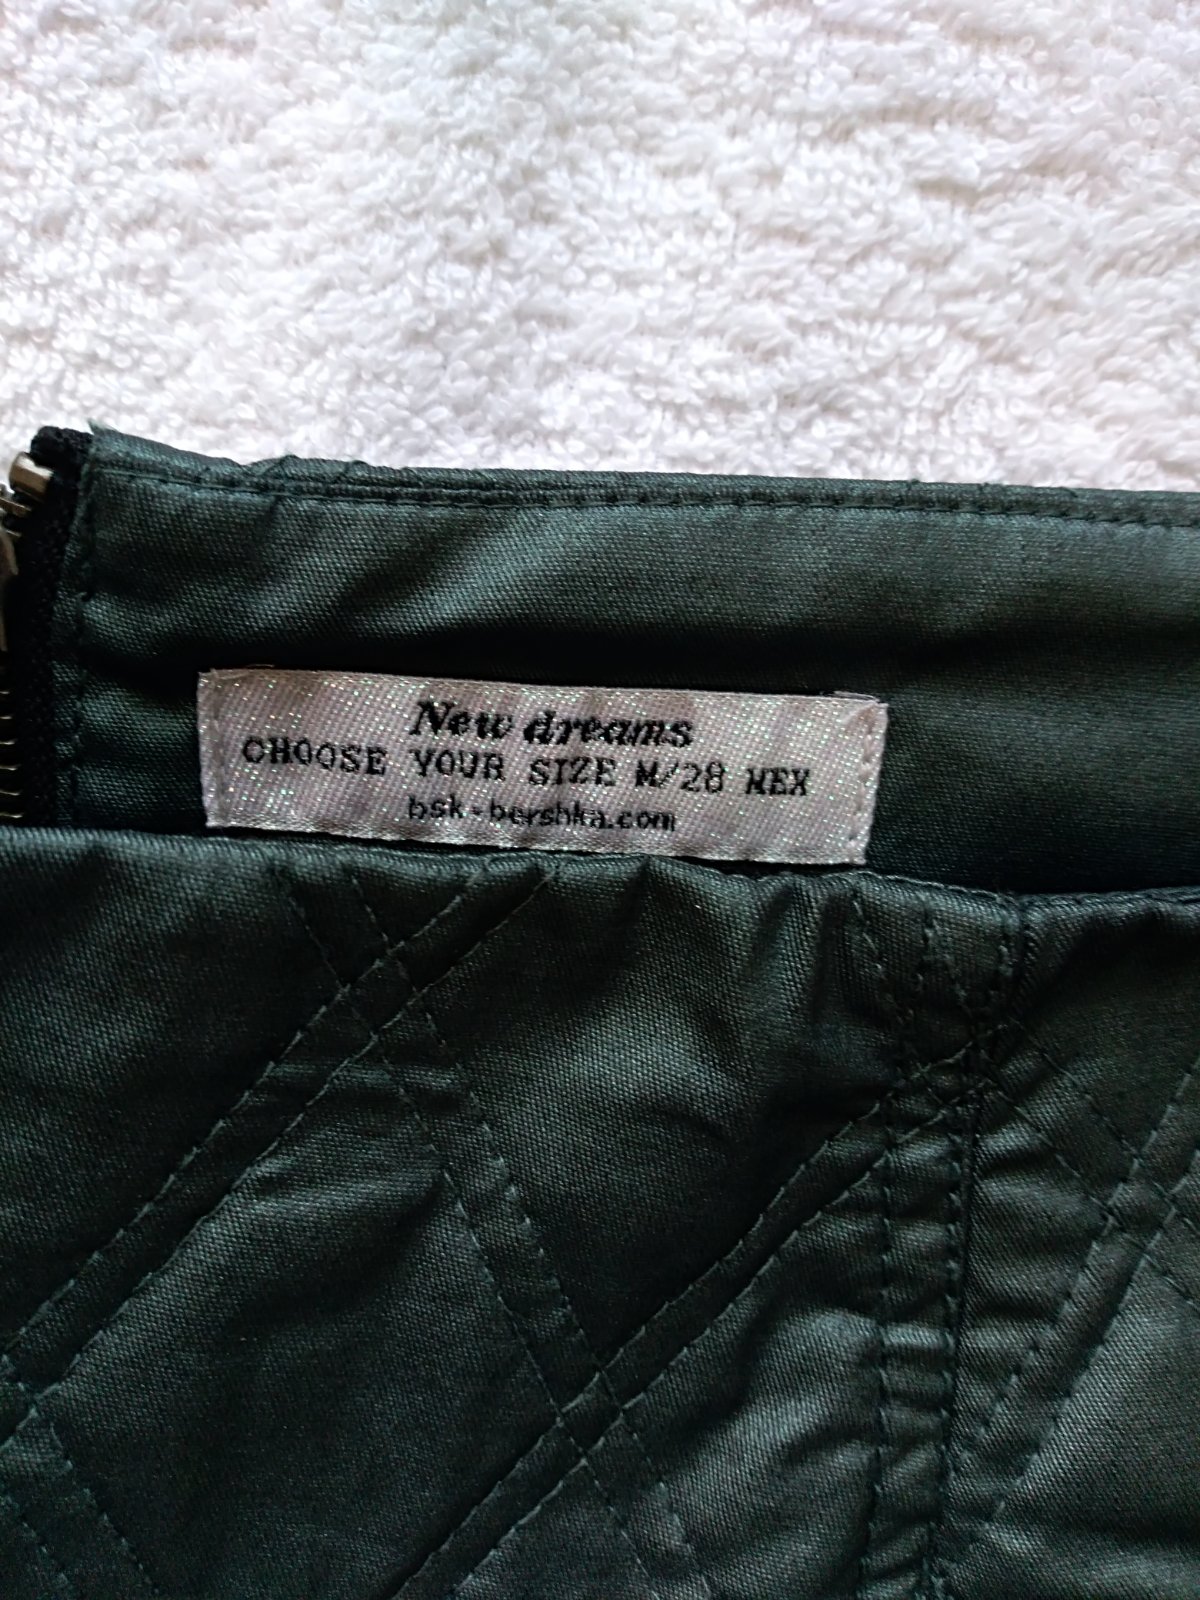 New dreams
CHOOSE YOUR SIZE M/28 MEX
bsk-bershka.com